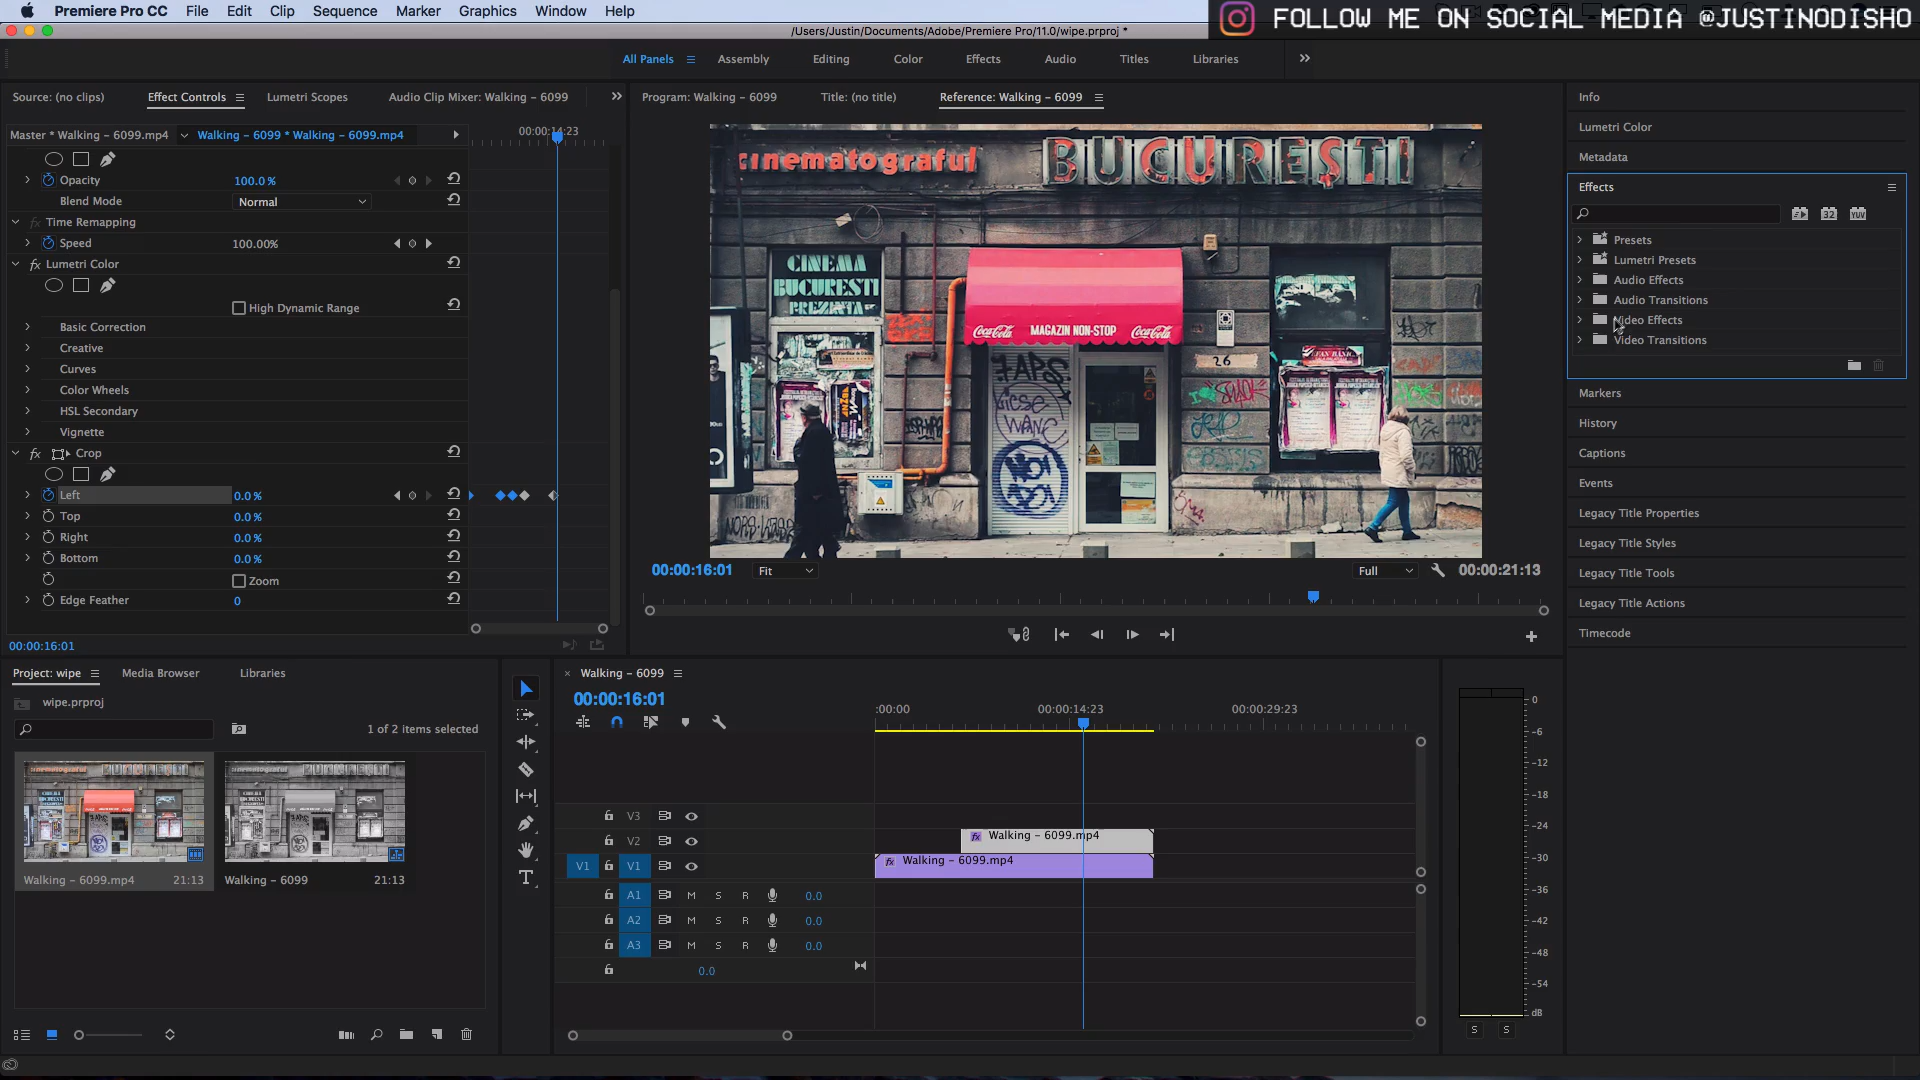 Premiere Pro CC File Edit Clip Sequence Marker Graphics Window Help
FOLLOW ME ON SOCIAL MEDIA @JUSTINODISHO
/Users/Justin/Documents/Adobe/Premiere Pro/11.0/wipe.prproj *
All Panels Assembly Editing Color Effects Audio Titles Libraries
Source: (no clips) Effect Controls Lumetri Scopes Audio Clip Mixer: Walking – 6099
Master * Walking – 6099.mp4 Walking – 6099 * Walking – 6099.mp4
00:00:14:23
Opacity 100.0 %
Blend Mode Normal
Time Remapping
Speed 100.00%
fx Lumetri Color
High Dynamic Range
Basic Correction
Creative
Curves
Color Wheels
HSL Secondary
Vignette
fx Crop
Left 0.0 %
Top 0.0 %
Right 0.0 %
Bottom 0.0 %
Zoom
Edge Feather 0
00:00:16:01
Program: Walking – 6099 Title: (no title) Reference: Walking – 6099
cinematograful BUCUREŞTI
CINEMA
BUCURESTI
PREZINTA
Coca-Cola MAGAZIN NON-STOP Coca-Cola
26
00:00:16:01 Fit Full 00:00:21:13
Info
Lumetri Color
Metadata
Effects
32 YUV
Presets
Lumetri Presets
Audio Effects
Audio Transitions
Video Effects
Video Transitions
Markers
History
Captions
Events
Legacy Title Properties
Legacy Title Styles
Legacy Title Tools
Legacy Title Actions
Timecode
Project: wipe Media Browser Libraries
wipe.prproj
1 of 2 items selected
Walking – 6099.mp4 21:13 Walking – 6099 21:13
Walking – 6099
00:00:16:01
:00:00 00:00:14:23 00:00:29:23
V3
V2
fx Walking – 6099.mp4
V1 V1
fx Walking – 6099.mp4
A1 M S R 0.0
A2 M S R 0.0
A3 M S R 0.0
0.0
0
-6
-12
-18
-24
-30
-36
-42
-48
-54
dB
S S